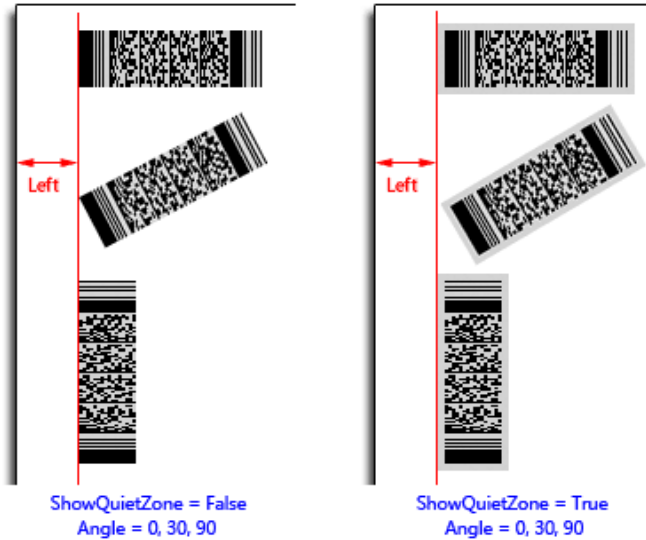 Left
Left
ShowQuietZone = False
Angle = 0, 30, 90
ShowQuietZone = True
Angle = 0, 30, 90